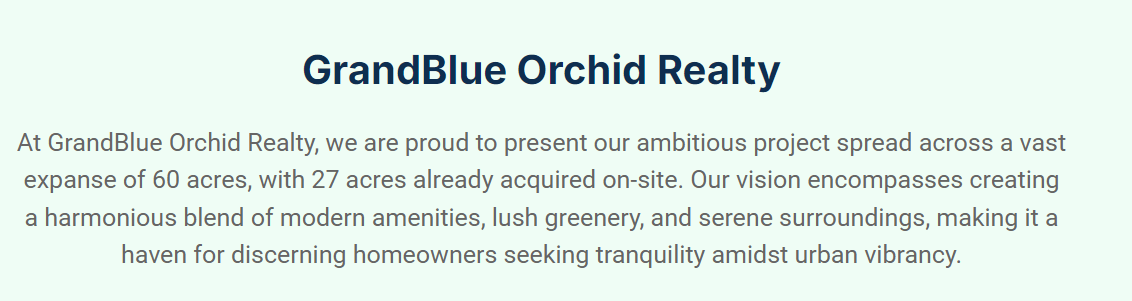 GrandBlue Orchid Realty
At GrandBlue Orchid Realty, we are proud to present our ambitious project spread across a vast
expanse of 60 acres, with 27 acres already acquired on-site. Our vision encompasses creating
a harmonious blend of modern amenities, lush greenery, and serene surroundings, making it a
haven for discerning homeowners seeking tranquility amidst urban vibrancy.